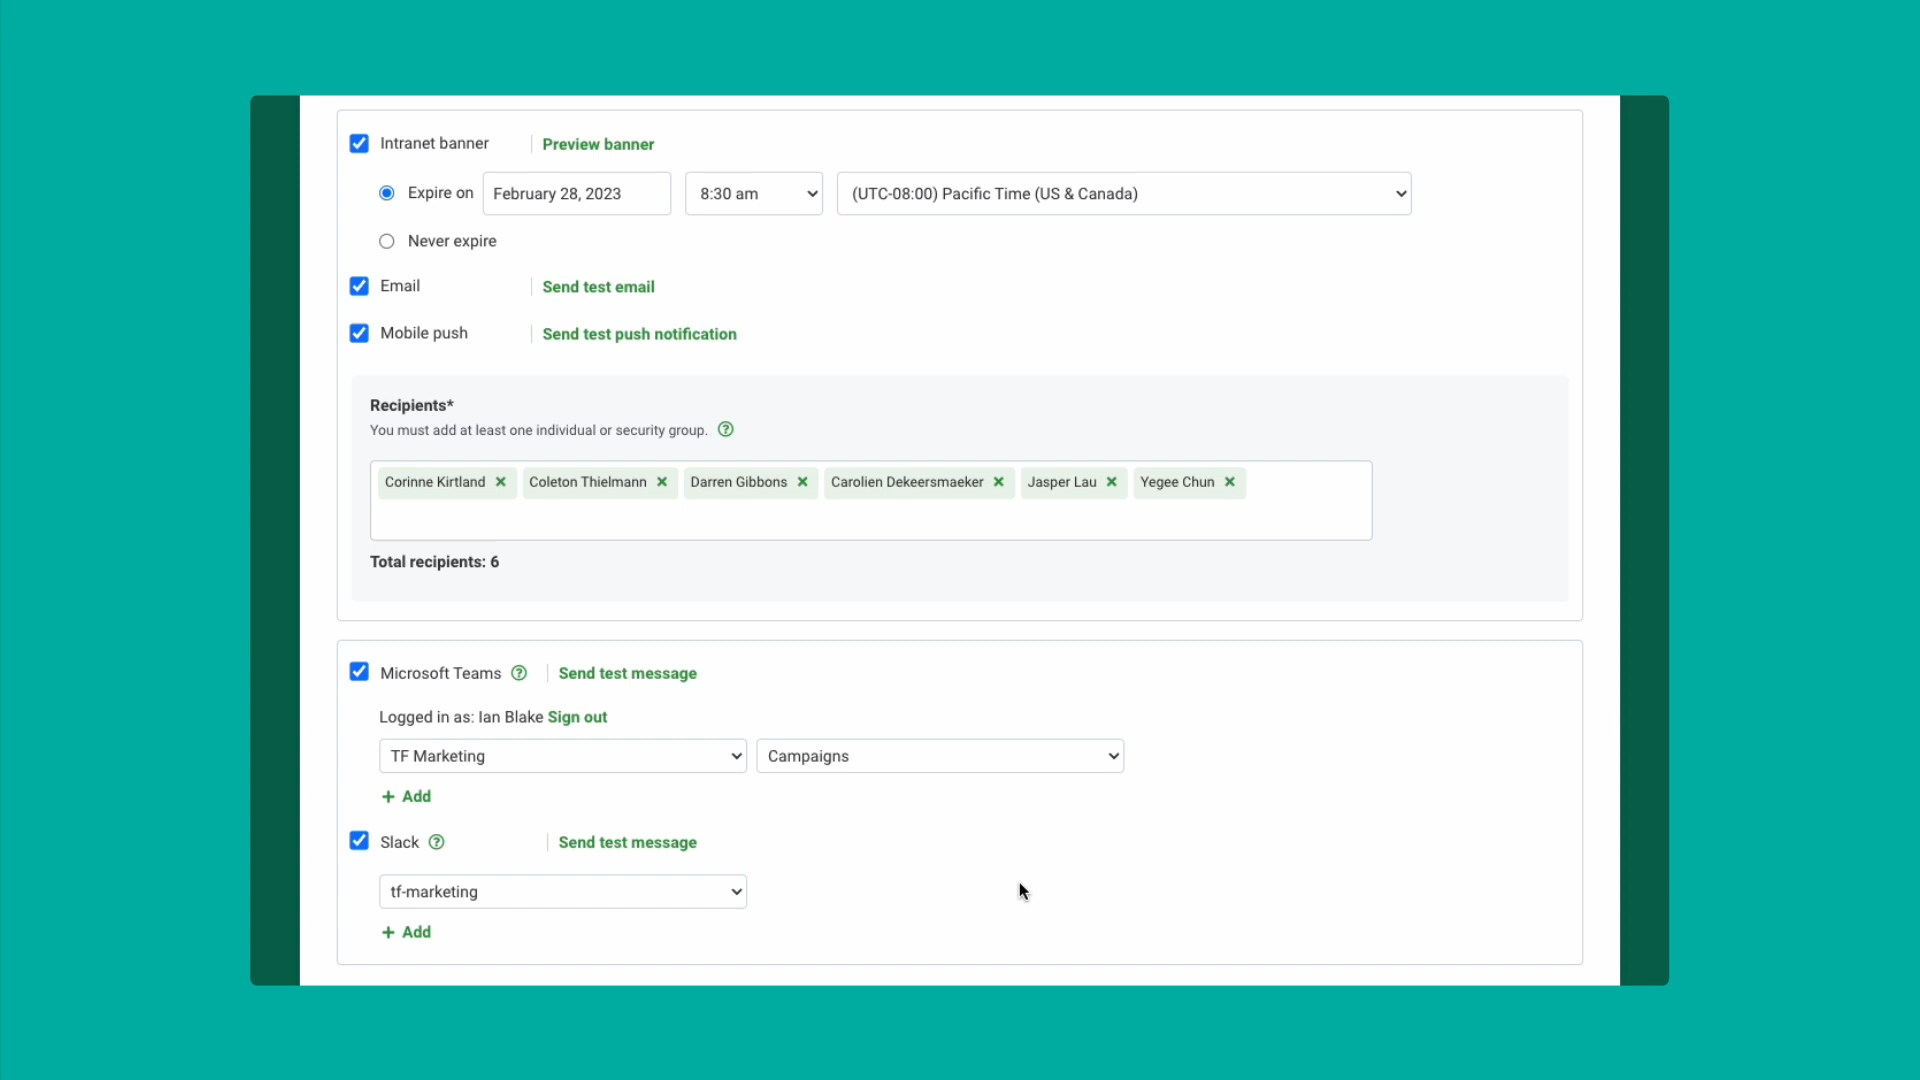 Intranet banner Preview banner
Expire on February 28, 2023 8:30 am (UTC-08:00) Pacific Time (US & Canada)
Never expire
Email Send test email
Mobile push Send test push notification
Recipients*
You must add at least one individual or security group. ?
Corinne Kirtland × Coleton Thielmann × Darren Gibbons × Carolien Dekeersmaeker × Jasper Lau × Yegee Chun ×
Total recipients: 6
Microsoft Teams ? Send test message
Logged in as: Ian Blake Sign out
TF Marketing Campaigns
+ Add
Slack ? Send test message
tf-marketing
+ Add